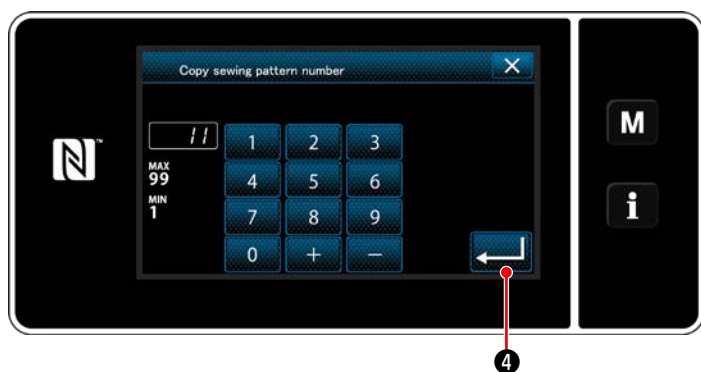 Copy sewing pattern number
X
11
MAX
99
MIN
1
1 2 3
4 5 6
7 8 9
0 + −
M
i
N™
4